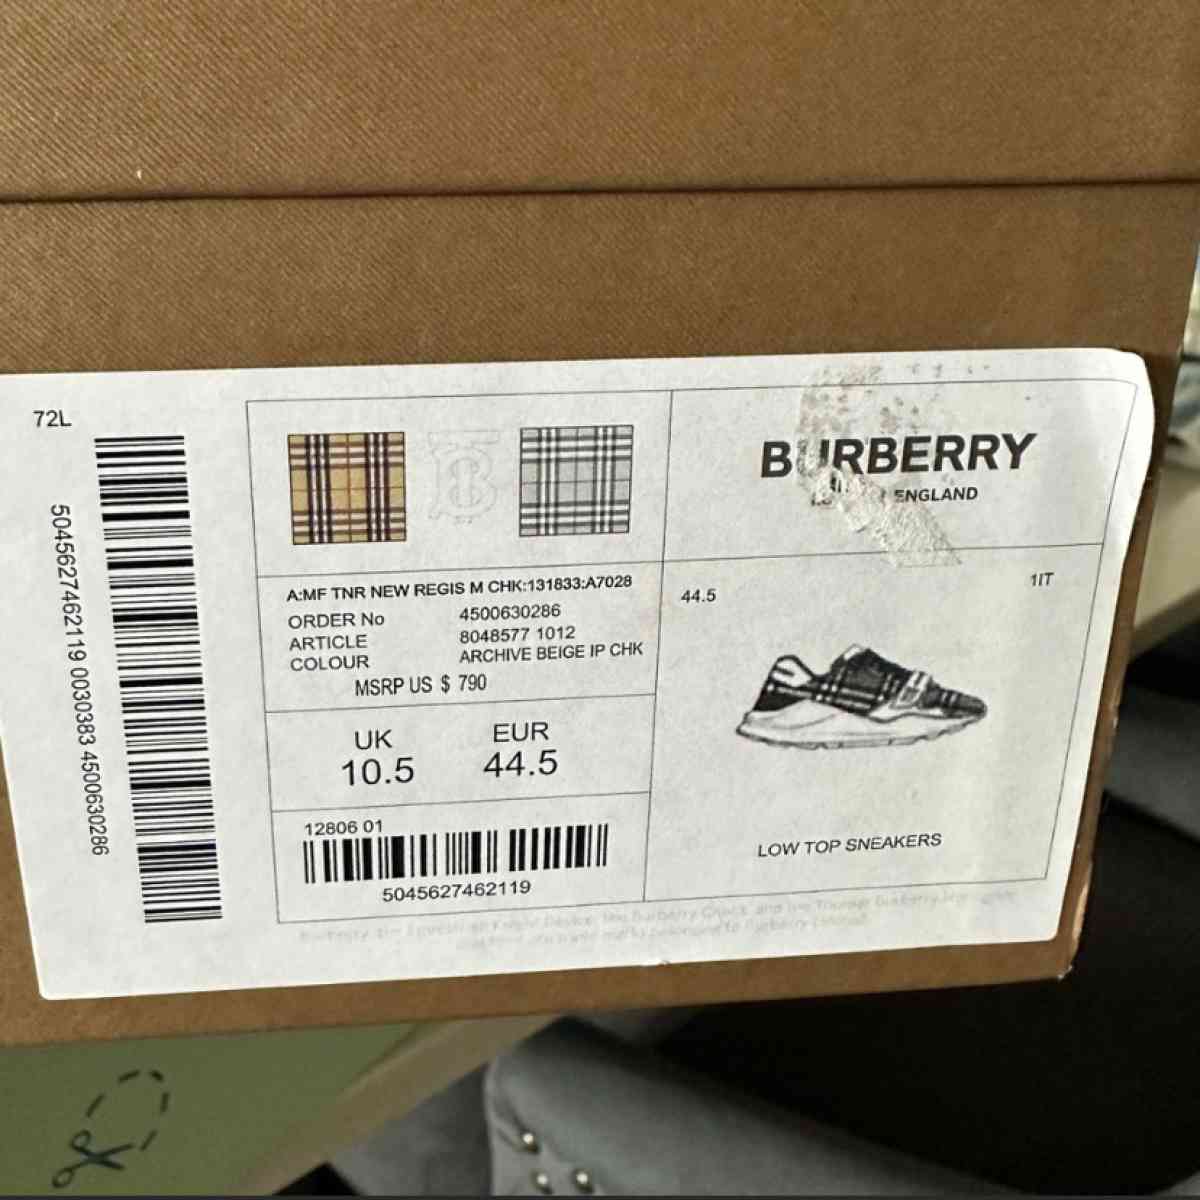 72L
5045627462119 0030383 4500630286
BURBERRY
ENGLAND
A:MF TNR NEW REGIS M CHK:131833:A7028
ORDER No 4500630286
ARTICLE 8048577 1012
COLOUR ARCHIVE BEIGE IP CHK
MSRP US $ 790
UK EUR
10.5 44.5
12806 01
5045627462119
44.5 1IT
LOW TOP SNEAKERS